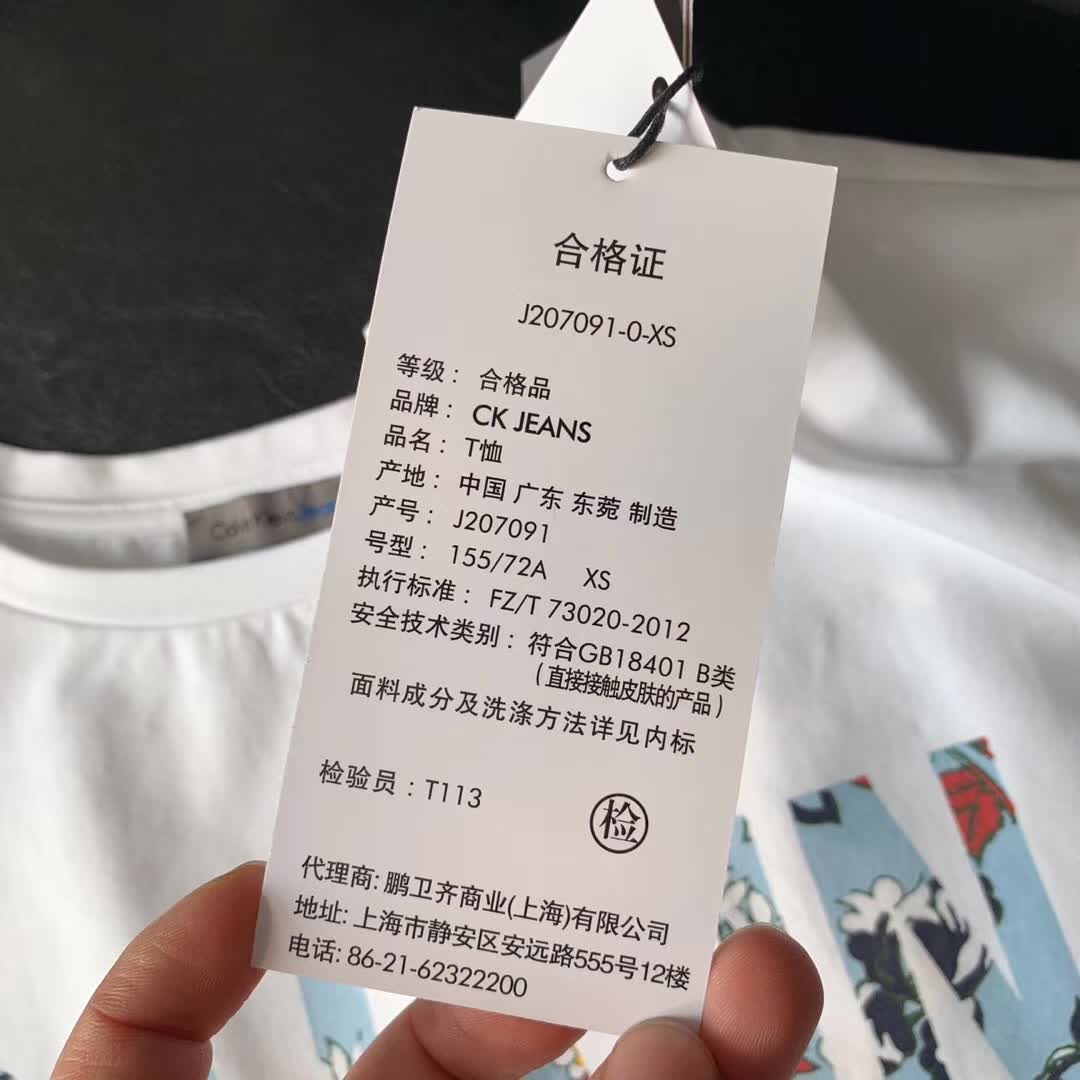 合格证
J207091-0-XS
等级：合格品
品牌：CK JEANS
品名：T恤
产地：中国 广东 东莞 制造
产号：J207091
号型：155/72A XS
执行标准：FZ/T 73020-2012
安全技术类别：符合GB18401 B类
(直接接触皮肤的产品)
面料成分及洗涤方法详见内标
检验员：T113
检
代理商: 鹏卫齐商业(上海)有限公司
地址: 上海市静安区安远路555号12楼
电话: 86-21-62322200